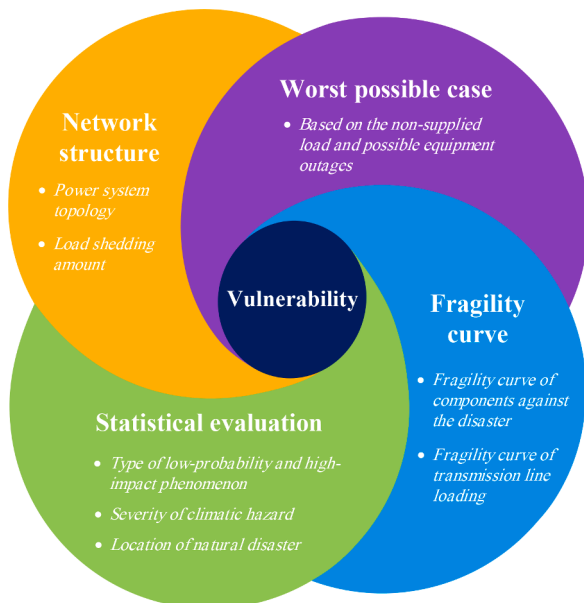 Worst possible case
• Based on the non-supplied
load and possible equipment
outages
Network
structure
• Power system
topology
• Load shedding
amount
Vulnerability
Fragility
curve
• Fragility curve of
components against
the disaster
• Fragility curve of
transmission line
loading
Statistical evaluation
• Type of low-probability and high-
impact phenomenon
• Severity of climatic hazard
• Location of natural disaster